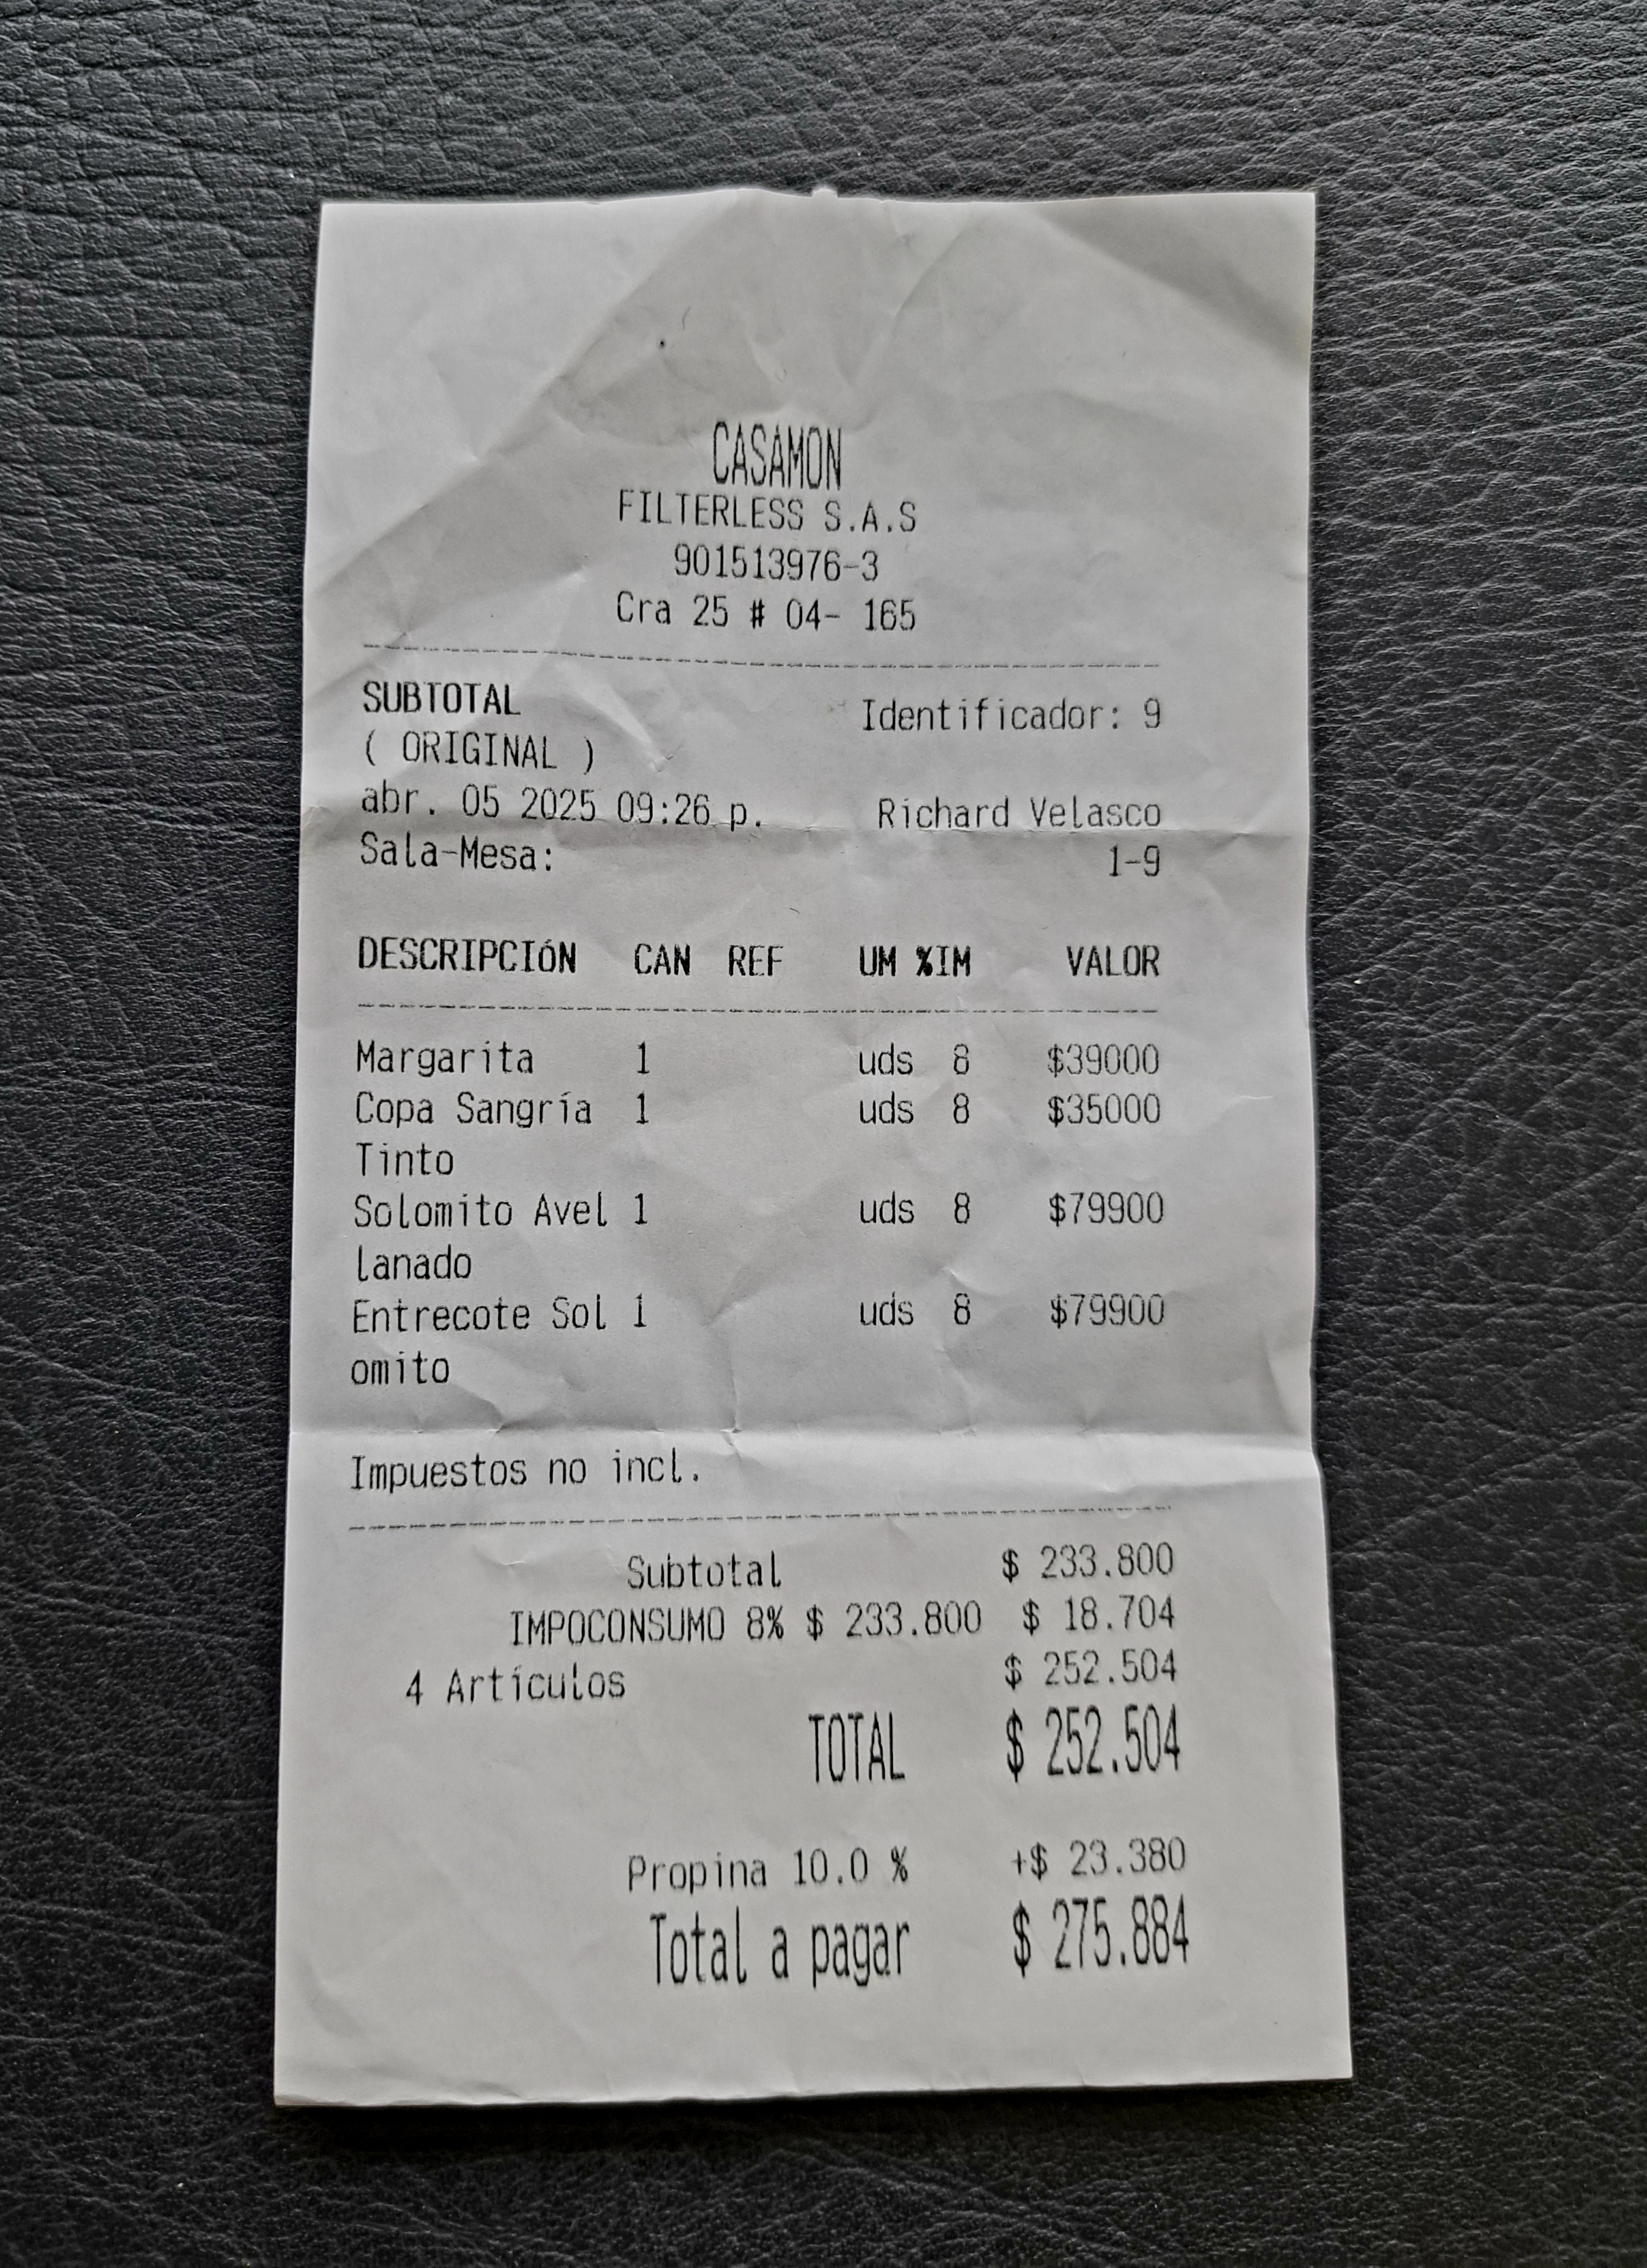 CASAMON
FILTERLESS S.A.S
901513976-3
Cra 25 # 04- 165
SUBTOTAL Identificador: 9
( ORIGINAL )
abr. 05 2025 09:26 p. Richard Velasco
Sala-Mesa: 1-9
DESCRIPCIÓN CAN REF UM %IM VALOR
Margarita 1 uds 8 $39000
Copa Sangría 1 uds 8 $35000
Tinto
Solomito Avel 1 uds 8 $79900
lanado
Entrecote Sol 1 uds 8 $79900
omito
Impuestos no incl.
Subtotal $ 233.800
IMPOCONSUMO 8% $ 233.800 $ 18.704
4 Artículos $ 252.504
TOTAL $ 252.504
Propina 10.0 % +$ 23.380
Total a pagar $ 275.884